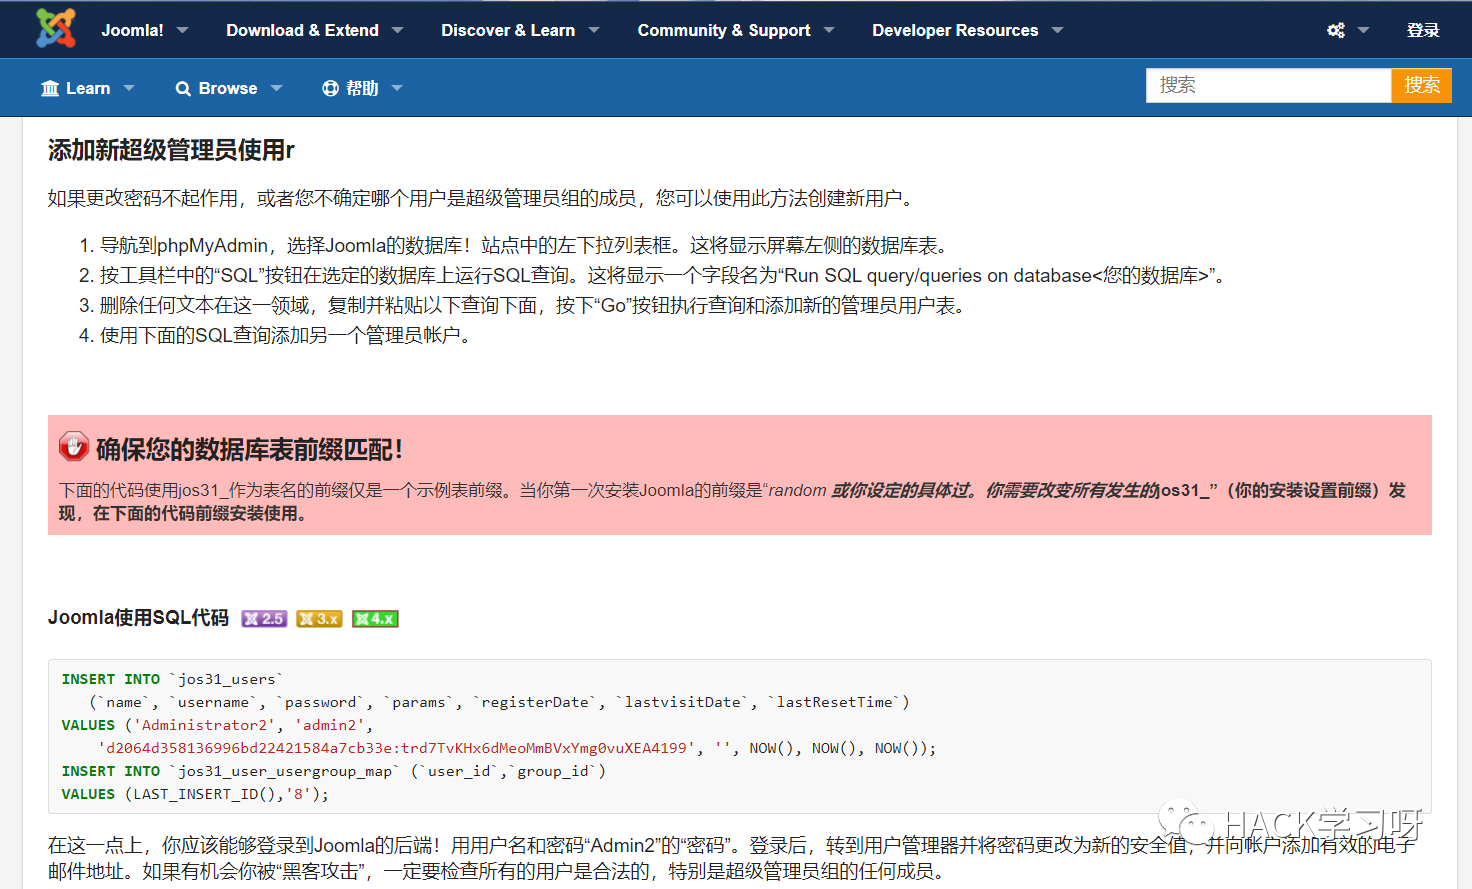 Joomla! Download & Extend Discover & Learn Community & Support Developer Resources 登录
Learn Browse 帮助 搜索 搜索
添加新超级管理员使用r
如果更改密码不起作用，或者您不确定哪个用户是超级管理员组的成员，您可以使用此方法创建新用户。
1. 导航到phpMyAdmin，选择Joomla的数据库！站点中的左下拉列表框。这将显示屏幕左侧的数据库表。
2. 按工具栏中的“SQL”按钮在选定的数据库上运行SQL查询。这将显示一个字段名为“Run SQL query/queries on database<您的数据库>”。
3. 删除任何文本在这一领域，复制并粘贴以下查询下面，按下“Go”按钮执行查询和添加新的管理员用户表。
4. 使用下面的SQL查询添加另一个管理员帐户。
确保您的数据库表前缀匹配！
下面的代码使用jos31_作为表名的前缀仅是一个示例表前缀。当你第一次安装Joomla的前缀是“random 或你设定的具体过。你需要改变所有发生的jos31_”（你的安装设置前缀）发
现，在下面的代码前缀安装使用。
Joomla使用SQL代码 2.5 3.x 4.x
INSERT INTO `jos31_users`
(`name`, `username`, `password`, `params`, `registerDate`, `lastvisitDate`, `lastResetTime`)
VALUES ('Administrator2', 'admin2',
'd2064d358136996bd22421584a7cb33e:trd7TvKHx6dMeoMmBVxYmg0vuXEA4199', '', NOW(), NOW(), NOW());
INSERT INTO `jos31_user_usergroup_map` (`user_id`,`group_id`)
VALUES (LAST_INSERT_ID(),'8');
HACK学习呀
在这一点上，你应该能够登录到Joomla的后端！用用户名和密码“Admin2”的“密码”。登录后，转到用户管理器并将密码更改为新的安全值，并向帐户添加有效的电子
邮件地址。如果有机会你被“黑客攻击”，一定要检查所有的用户是合法的，特别是超级管理员组的任何成员。